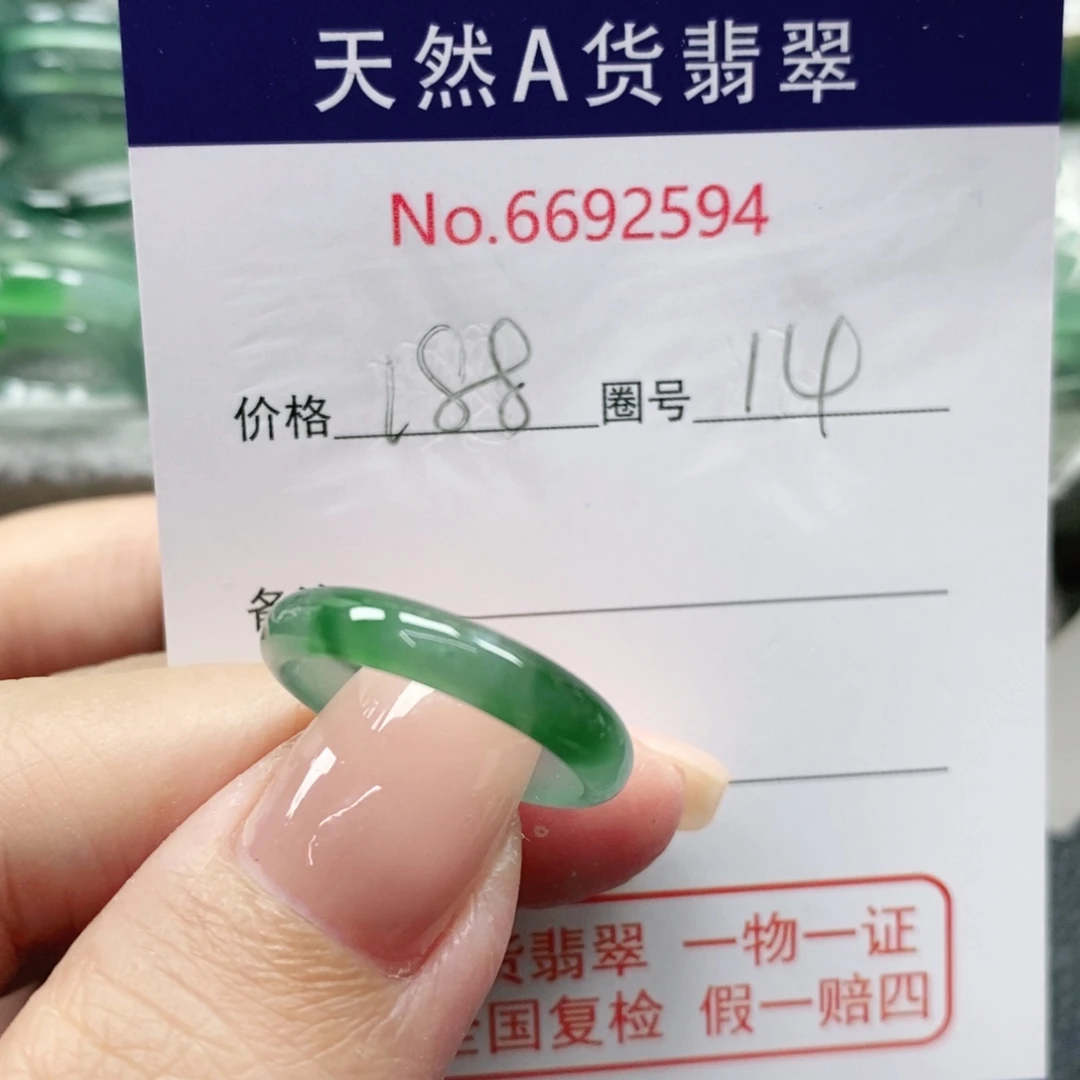 天然A货翡翠
No.6692594
价格 188 圈号 14
货翡翠 一物一证
全国复检 假一赔四